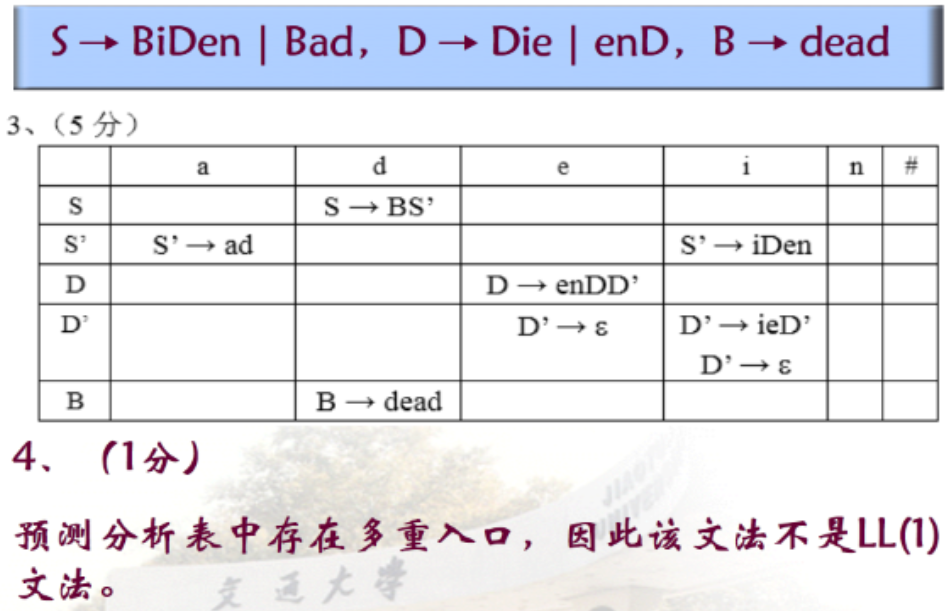 S → BiDen | Bad, D → Die | enD, B → dead
3、（5 分）
a d e i n #
S S → BS’
S’ S’ → ad S’ → iDen
D D → enDD’
D’ D’ → ε D’ → ieD’
D’ → ε
B B → dead
4、（1分）
预测分析表中存在多重入口，因此该文法不是LL(1)
文法。
交通大学